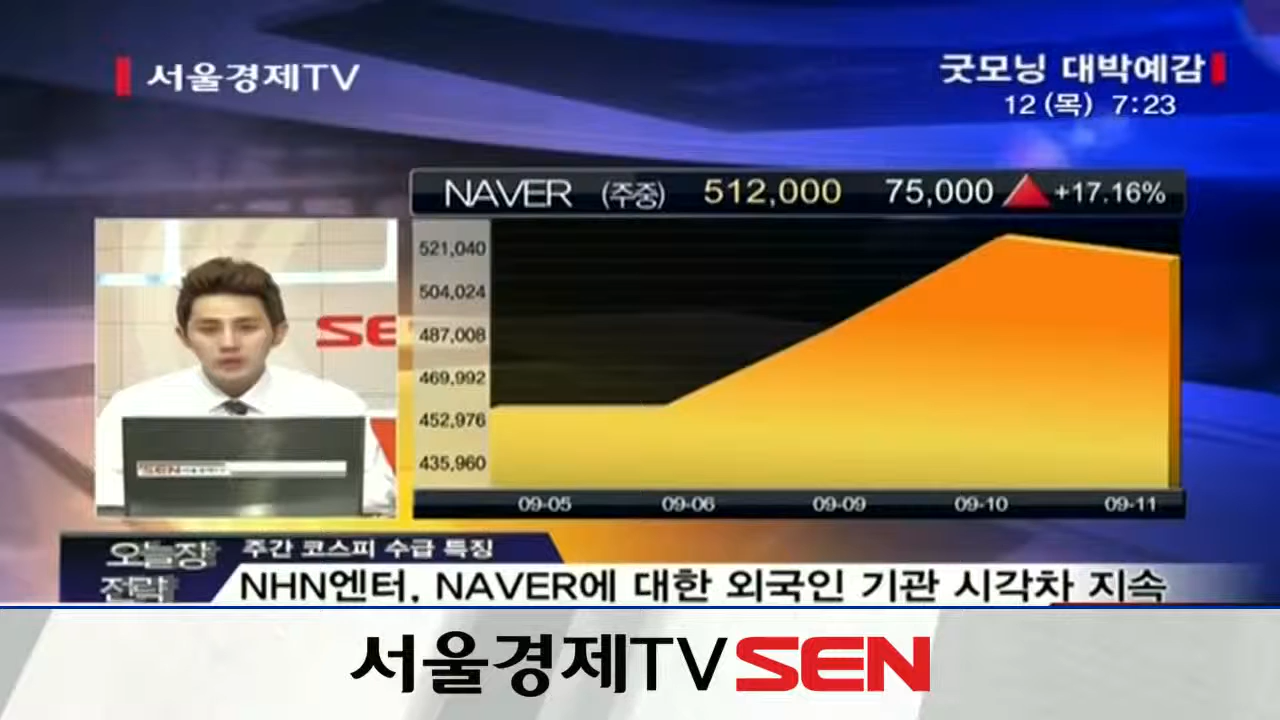 서울경제TV
굿모닝 대박예감
12 (목) 7:23
NAVER (주중) 512,000 75,000 ▲ +17.16%
521,040
504,024
487,008
469,992
452,976
435,960
09-05 09-06 09-09 09-10 09-11
SE
SEN
오늘장
전략
주간 코스피 수급 특징
NHN엔터, NAVER에 대한 외국인 기관 시각차 지속
서울경제TV SEN